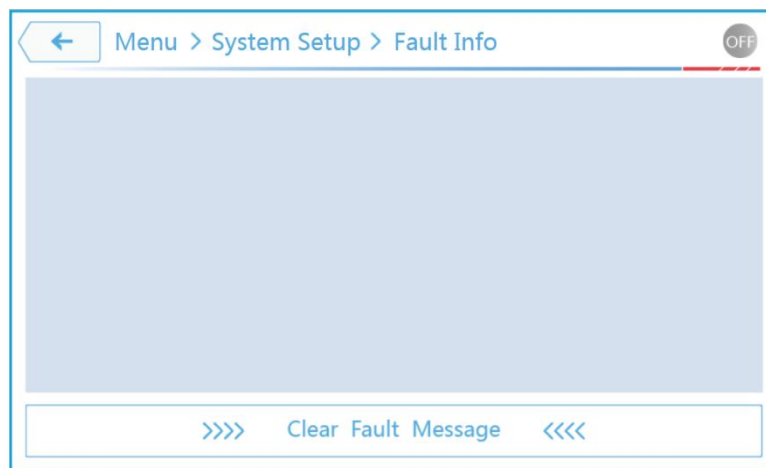 Menu > System Setup > Fault Info
OFF
>>>> Clear Fault Message <<<<